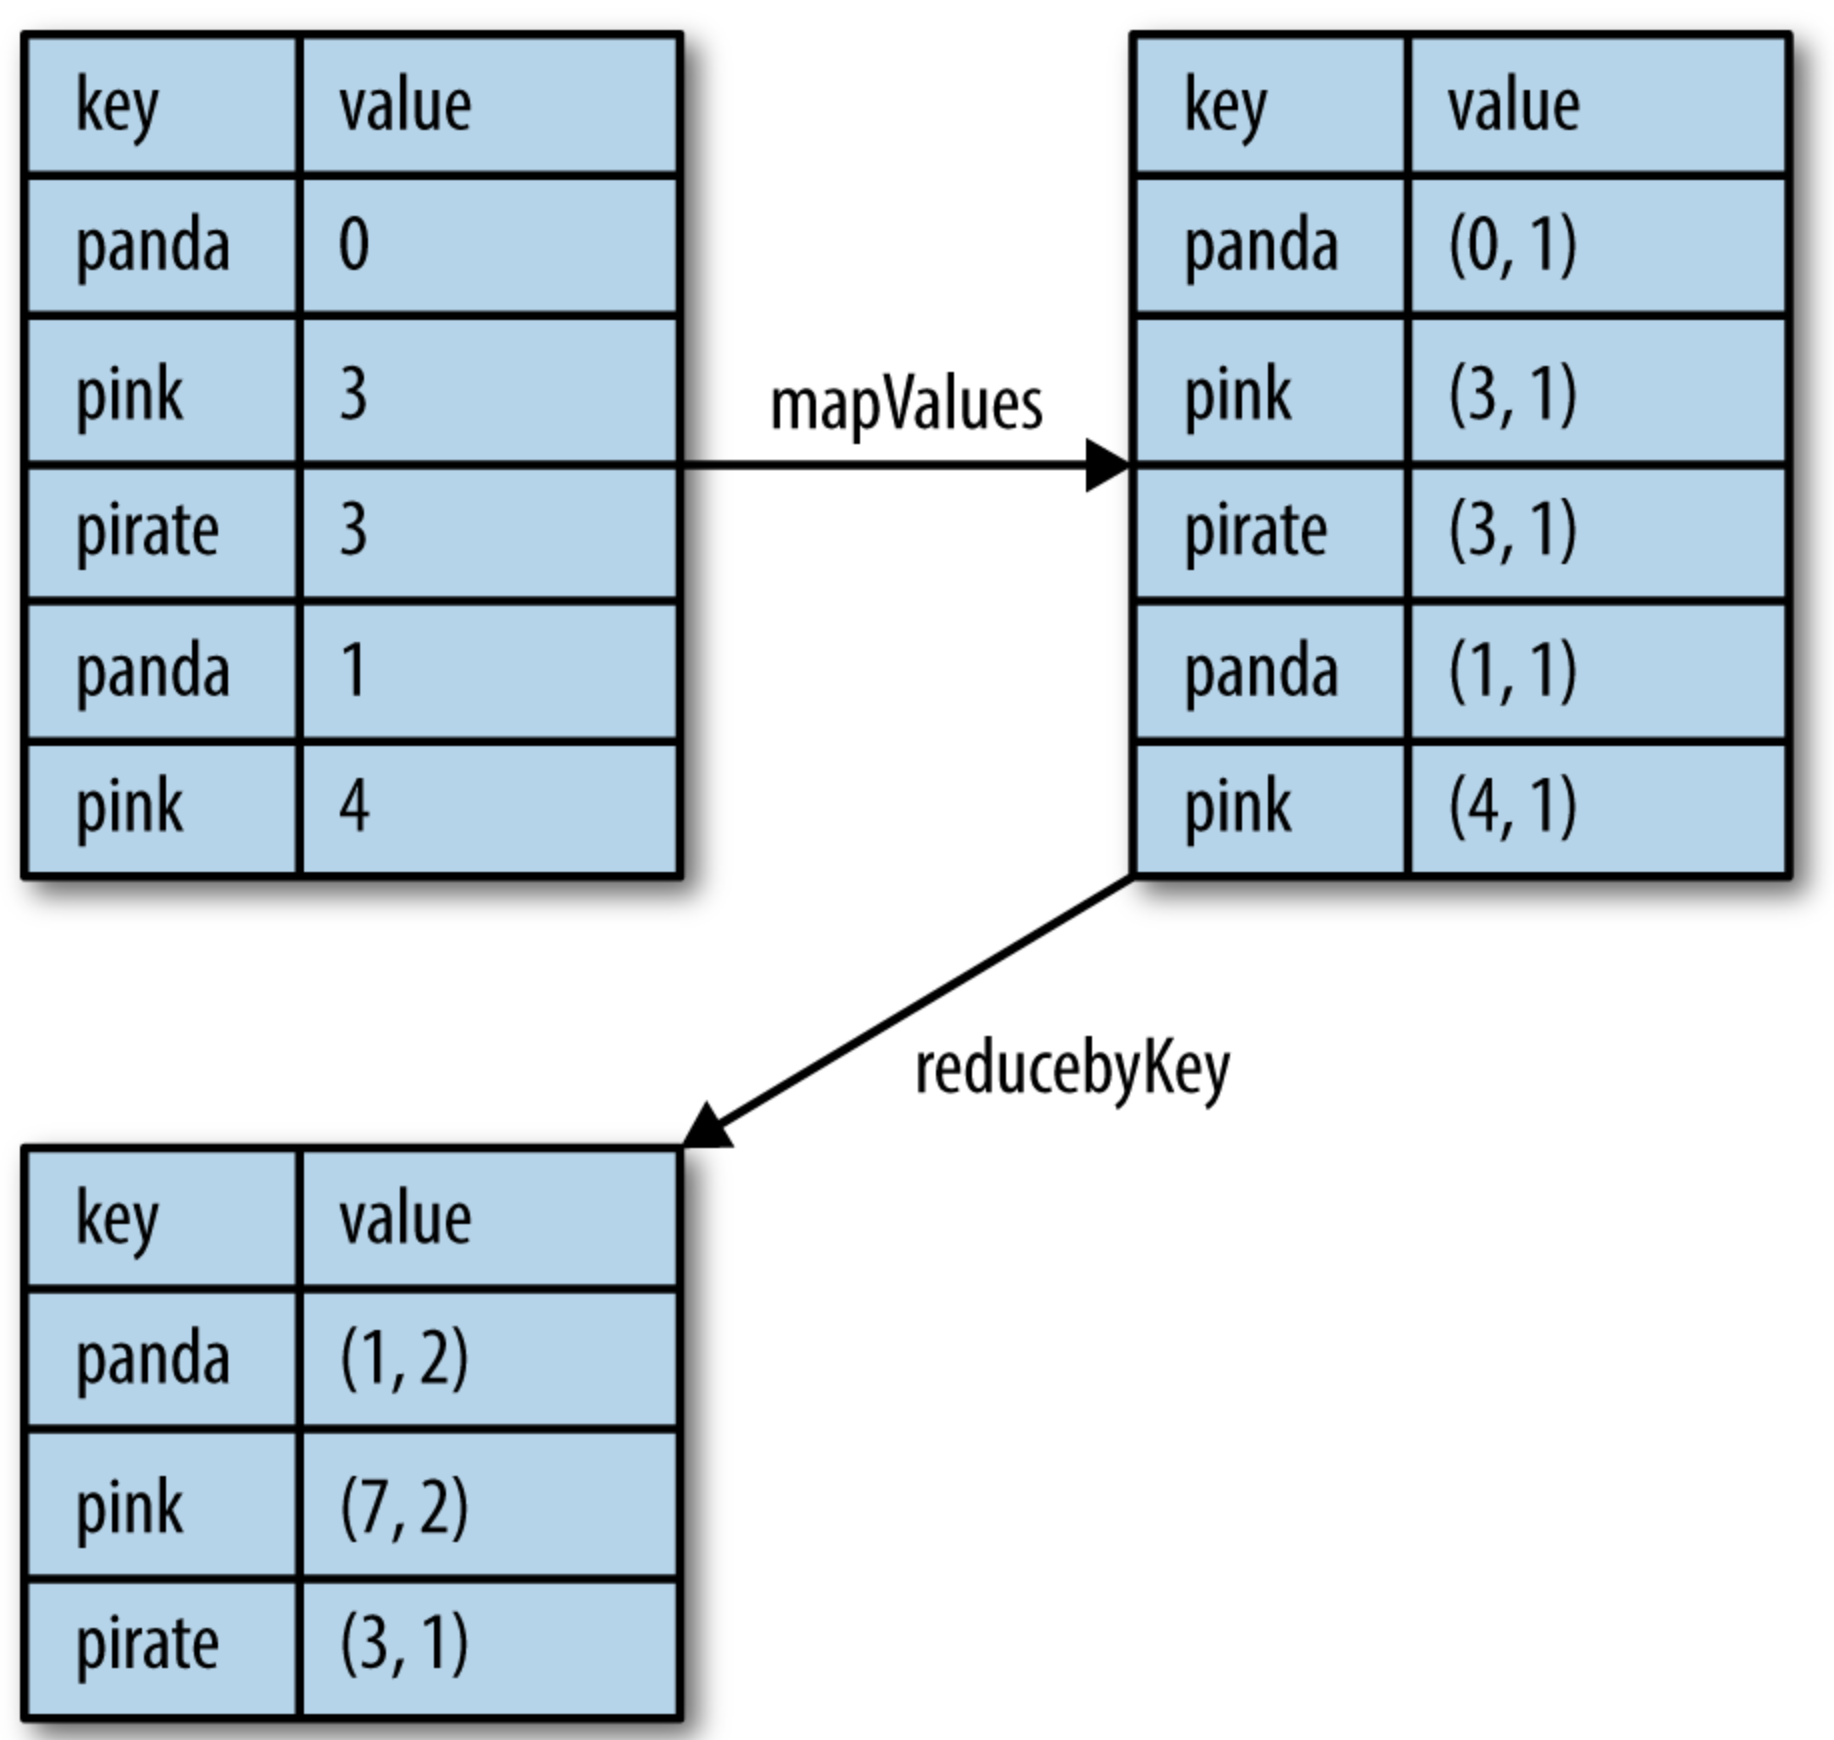 key value
panda 0
pink 3
pirate 3
panda 1
pink 4
mapValues
key value
panda (0, 1)
pink (3, 1)
pirate (3, 1)
panda (1, 1)
pink (4, 1)
reducebyKey
key value
panda (1, 2)
pink (7, 2)
pirate (3, 1)